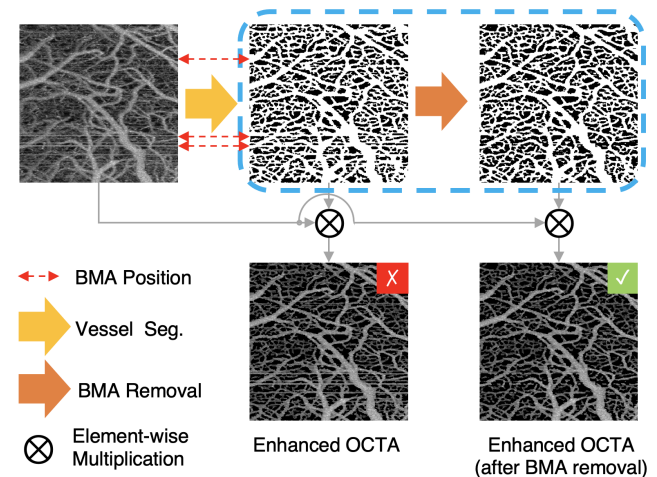 X
✓
BMA Position
Vessel Seg.
BMA Removal
Element-wise
Multiplication
Enhanced OCTA
Enhanced OCTA
(after BMA removal)